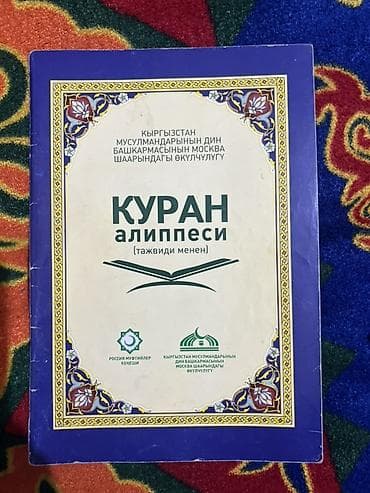 КЫРГЫЗСТАН
МУСУЛМАНДАРЫНЫН ДИН
БАШКАРМАСЫНЫН МОСКВА
ШААРЫНДАГЫ ӨКҮЛЧҮЛҮГҮ
КУРАН
алиппеси
(тажвиди менен)
РОССИЯ МУФТИЙЛЕР
КЕҢЕШИ
КЫРГЫЗСТАН МУСУЛМАНДАРЫНЫН
ДИН БАШКАРМАСЫНЫН
МОСКВА ШААРЫНДАГЫ
ӨКҮЛЧҮЛҮГҮ